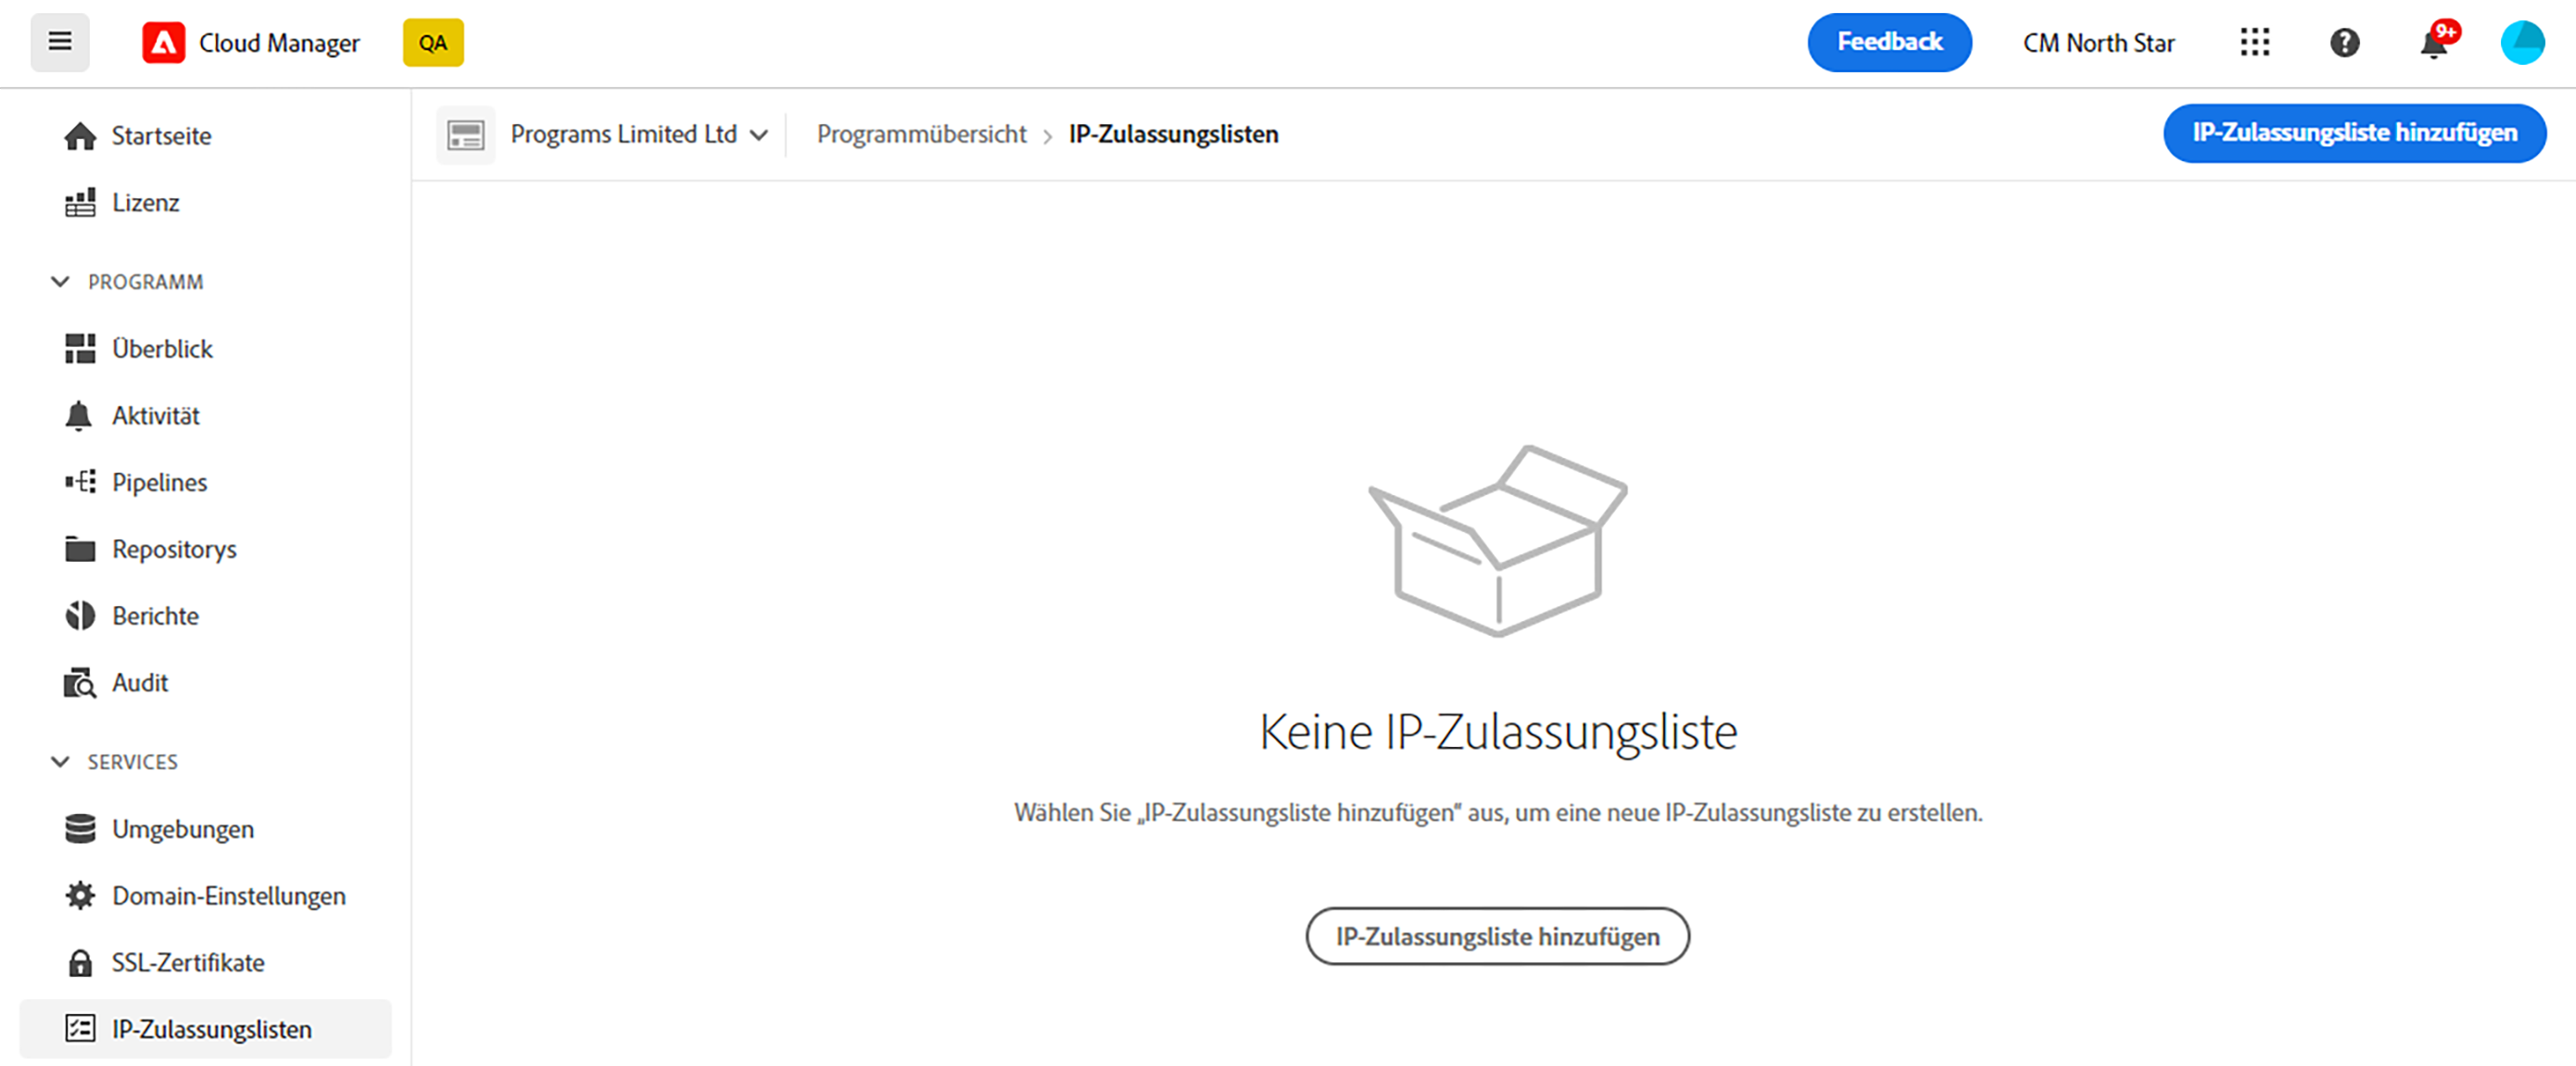 Cloud Manager QA Feedback CM North Star 9+
Startseite
Lizenz
PROGRAMM
Überblick
Aktivität
Pipelines
Repositorys
Berichte
Audit
SERVICES
Umgebungen
Domain-Einstellungen
SSL-Zertifikate
IP-Zulassungslisten
Programs Limited Ltd Programmübersicht > IP-Zulassungslisten IP-Zulassungsliste hinzufügen
Keine IP-Zulassungsliste
Wählen Sie „IP-Zulassungsliste hinzufügen“ aus, um eine neue IP-Zulassungsliste zu erstellen.
IP-Zulassungsliste hinzufügen